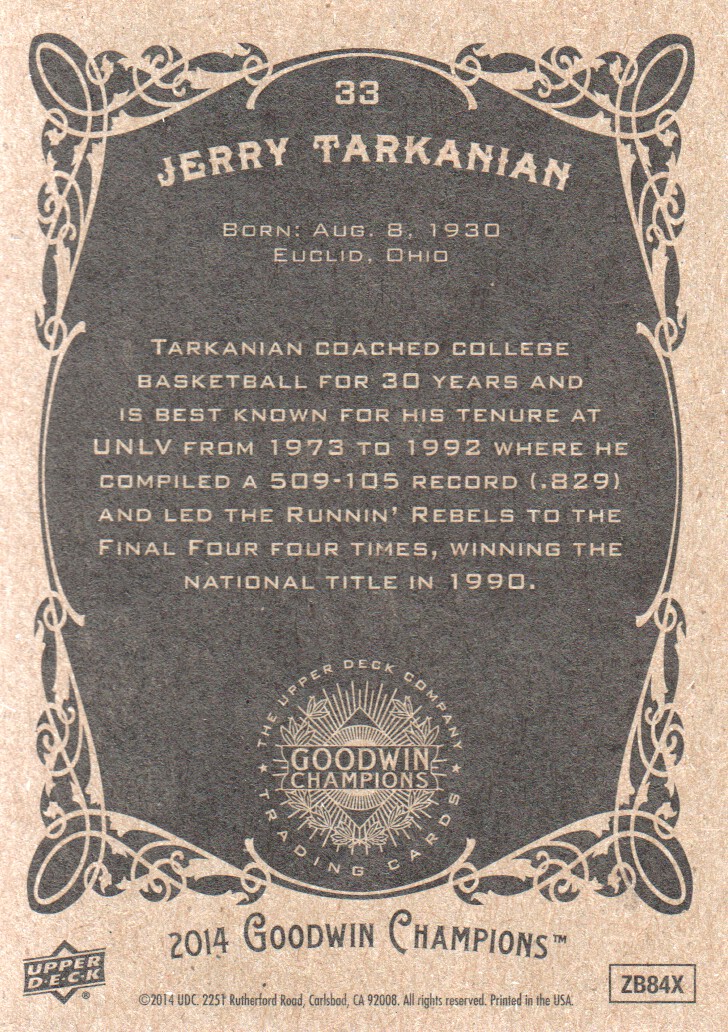 33
JERRY TARKANIAN
BORN: AUG. 8, 1930
EUCLID, OHIO
TARKANIAN COACHED COLLEGE
BASKETBALL FOR 30 YEARS AND
IS BEST KNOWN FOR HIS TENURE AT
UNLV FROM 1973 TO 1992 WHERE HE
COMPILED A 509-105 RECORD (.829)
AND LED THE RUNNIN' REBELS TO THE
FINAL FOUR FOUR TIMES, WINNING THE
NATIONAL TITLE IN 1990.
THE UPPER DECK COMPANY
GOODWIN
CHAMPIONS
TRADING CARDS
2014 GOODWIN CHAMPIONS™
UPPER
D·E·C·K®
©2014 UDC. 2251 Rutherford Road, Carlsbad, CA 92008. All rights reserved. Printed in the USA.
ZB84X